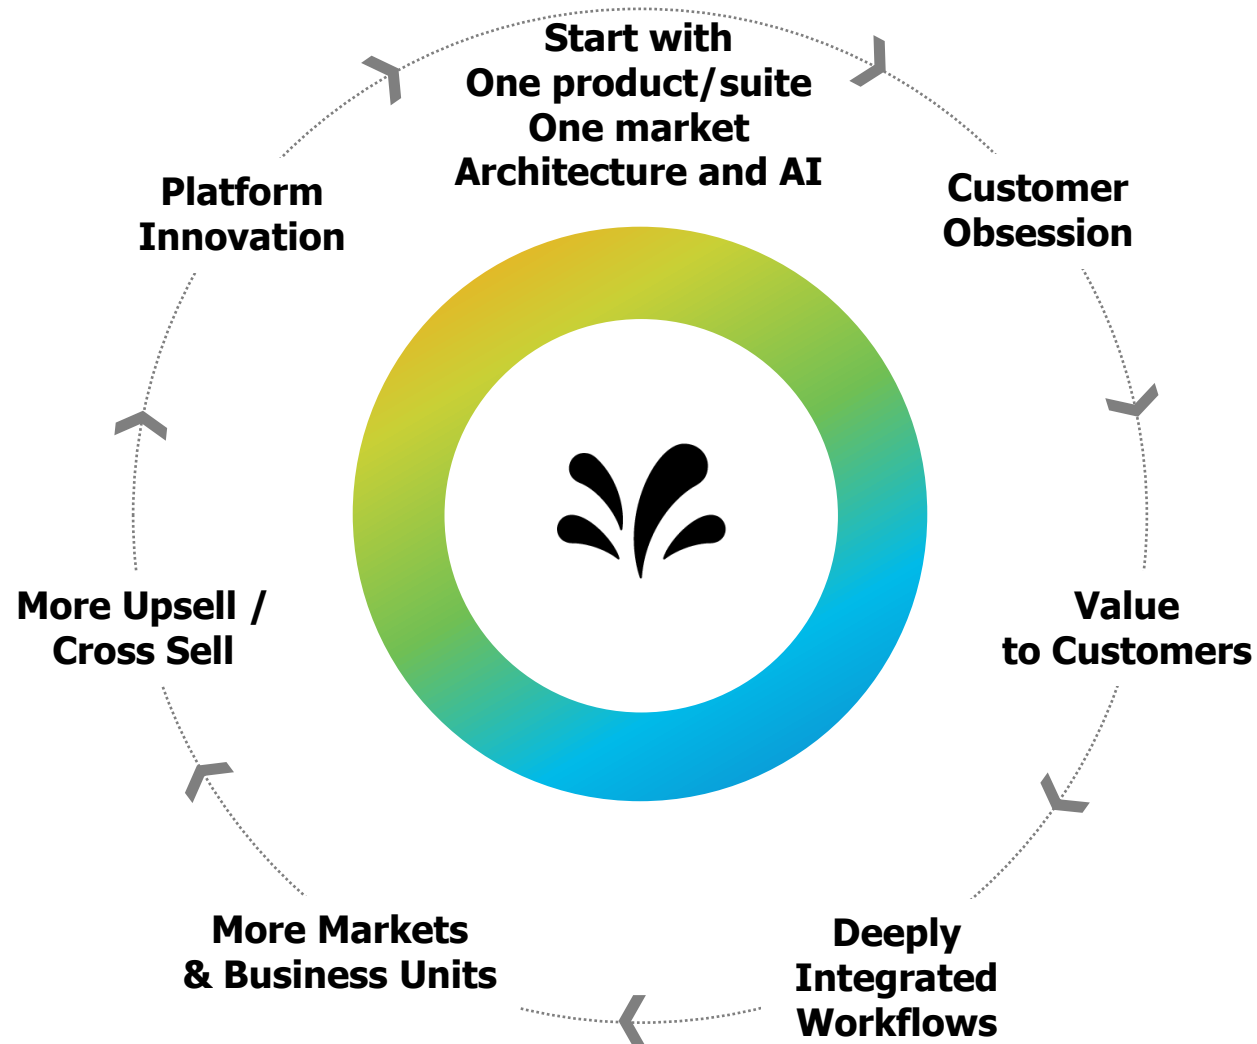 Start with
One product/suite
One market
Architecture and AI
Customer
Obsession
Value
to Customers
Deeply
Integrated
Workflows
More Markets
& Business Units
More Upsell /
Cross Sell
Platform
Innovation